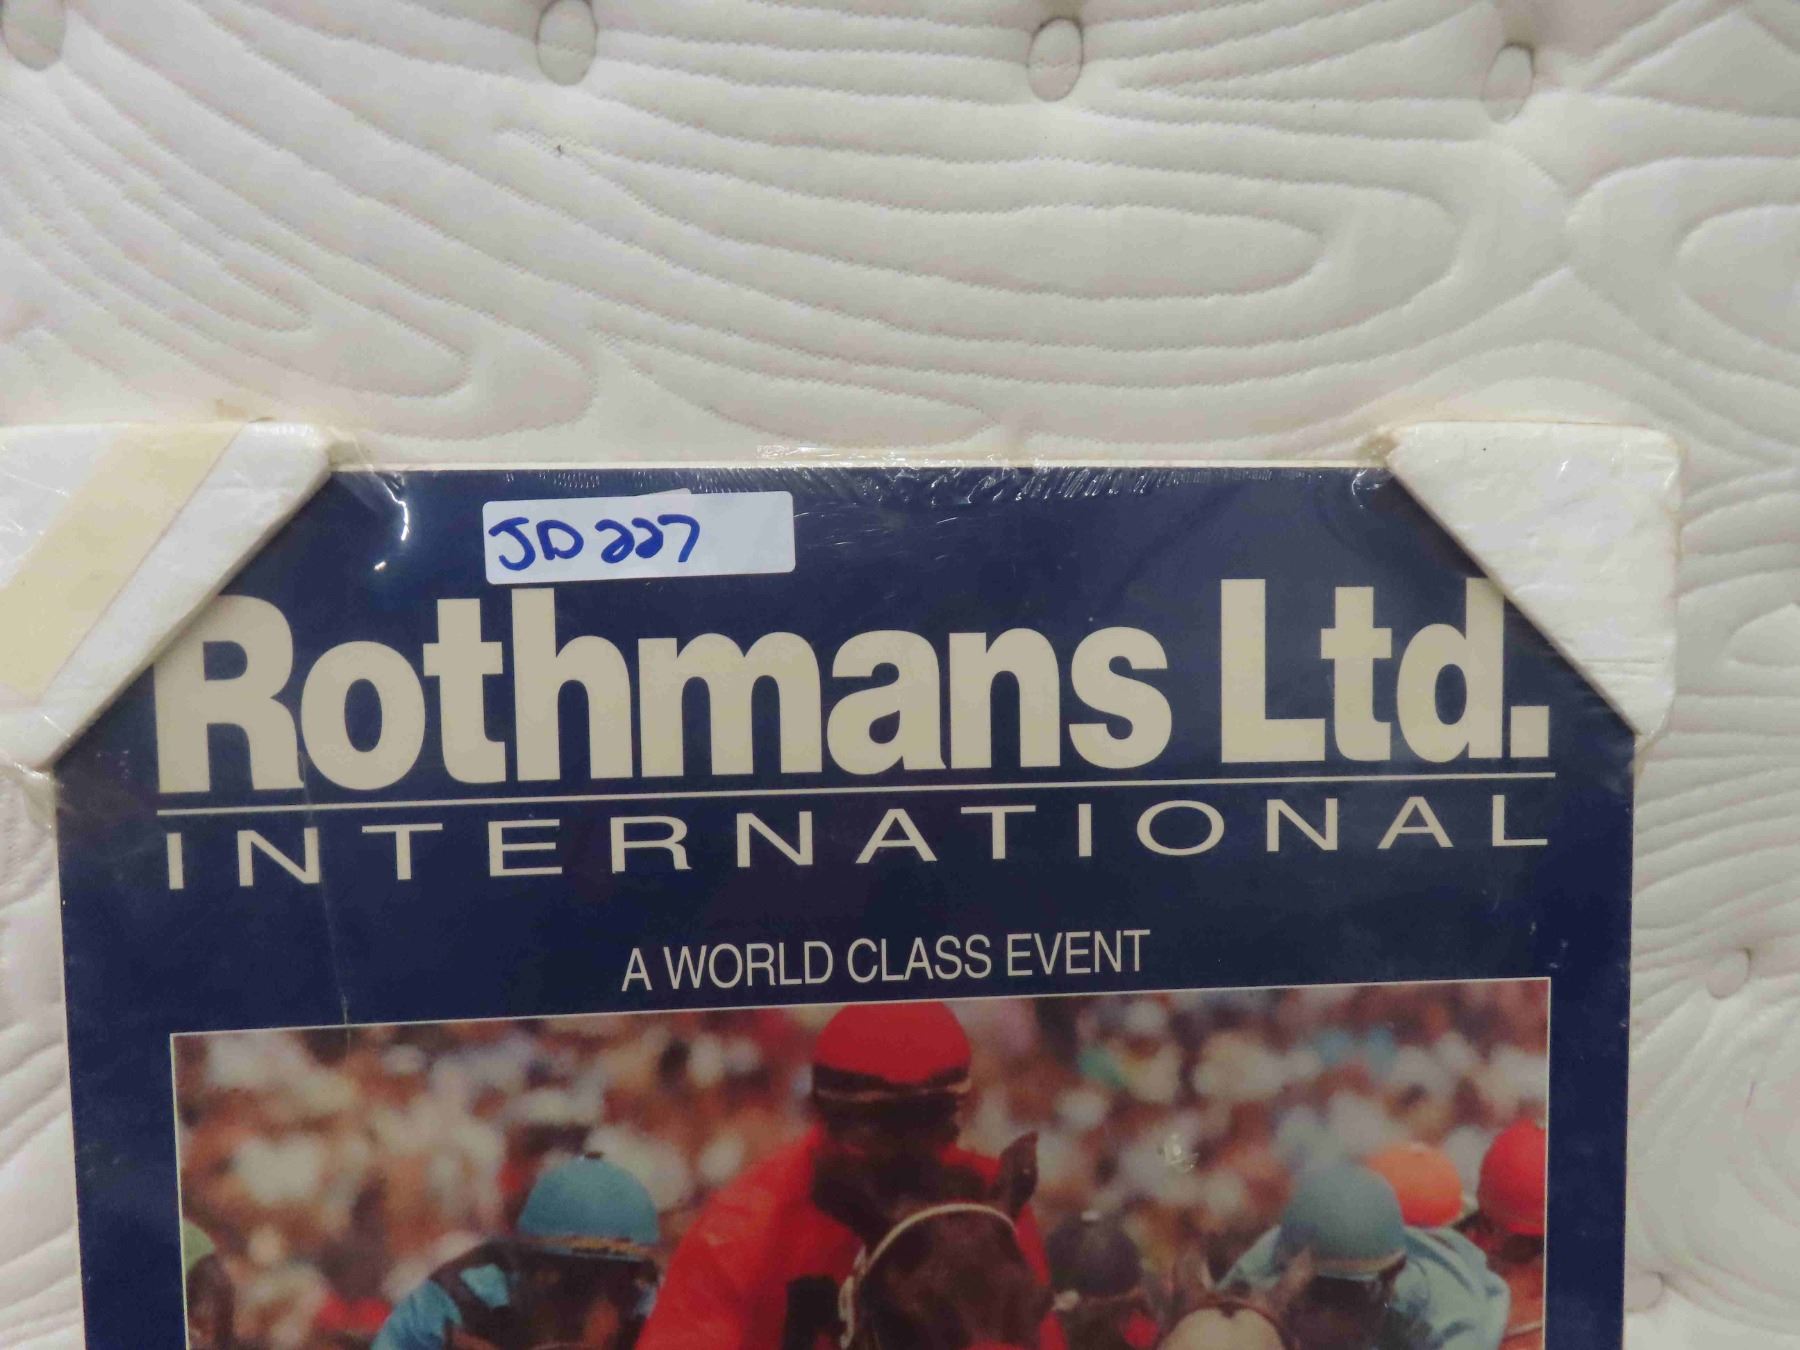 JD227
Rothmans Ltd.
INTERNATIONAL
A WORLD CLASS EVENT